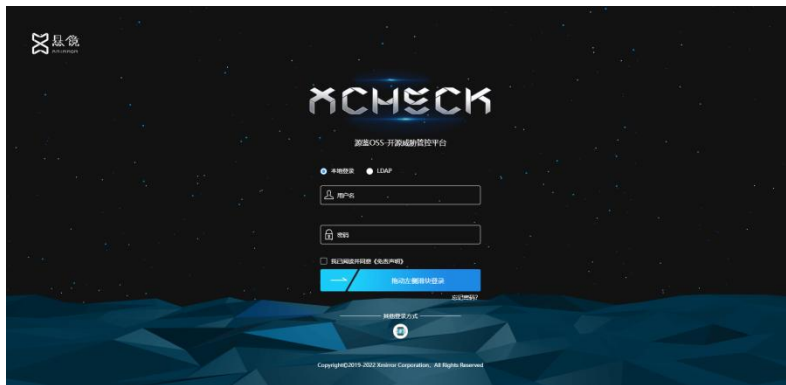 悬镜
XMIRROR
XCHECK
源鉴OSS-开源威胁管控平台
本地登录 LDAP
用户名
密码
我已阅读并同意《免责声明》
拖动左侧滑块登录
忘记密码?
其他登录方式
Copyright©2019-2022 Xmirror Corporation, All Rights Reserved